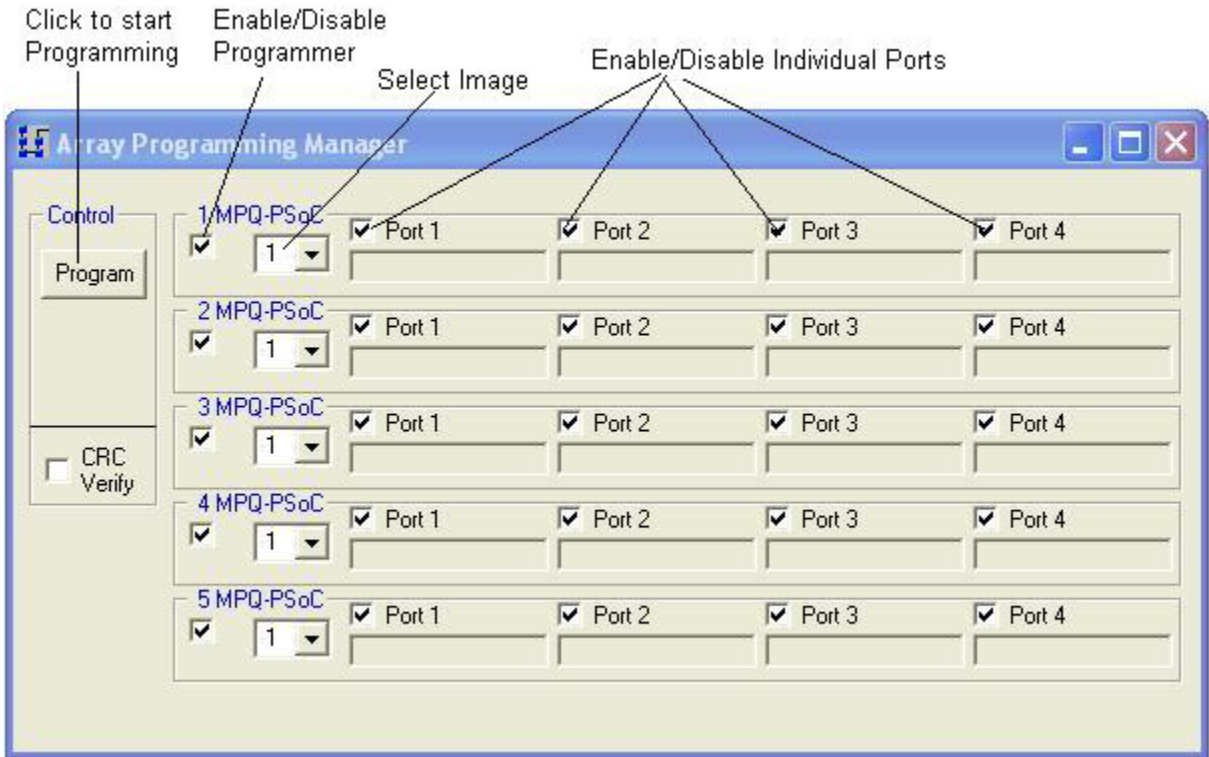 Click to start
Programming
Enable/Disable
Programmer
Select Image
Enable/Disable Individual Ports
Array Programming Manager
Control
Program
CRC
Verify
1 MPQ-PSoC
1
Port 1
Port 2
Port 3
Port 4
2 MPQ-PSoC
1
Port 1
Port 2
Port 3
Port 4
3 MPQ-PSoC
1
Port 1
Port 2
Port 3
Port 4
4 MPQ-PSoC
1
Port 1
Port 2
Port 3
Port 4
5 MPQ-PSoC
1
Port 1
Port 2
Port 3
Port 4